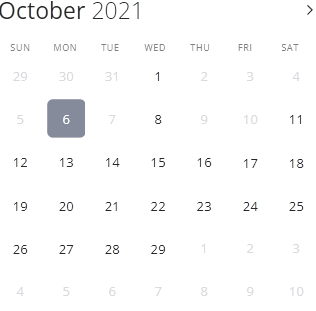 October 2021
SUN MON TUE WED THU FRI SAT
29 30 31 1 2 3 4
5 6 7 8 9 10 11
12 13 14 15 16 17 18
19 20 21 22 23 24 25
26 27 28 29 1 2 3
4 5 6 7 8 9 10